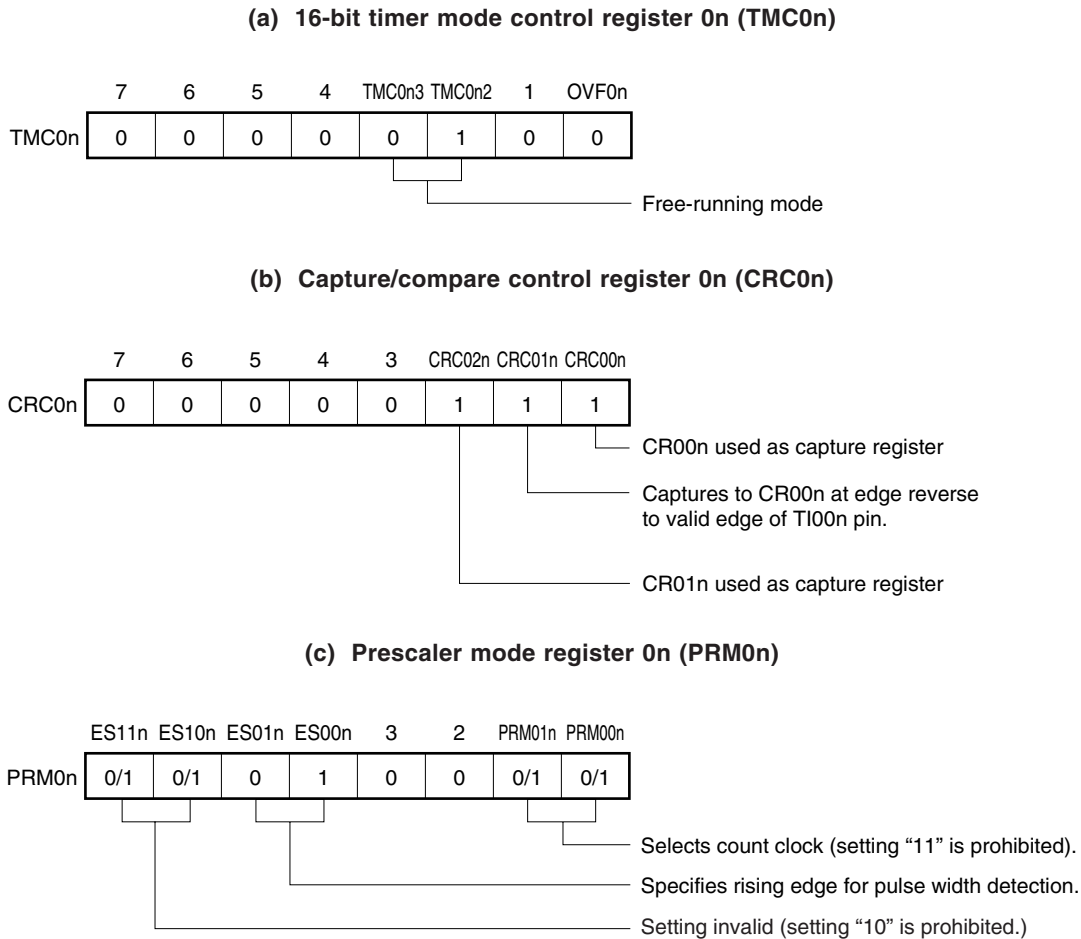 (a) 16-bit timer mode control register 0n (TMC0n)
7 6 5 4 TMC0n3 TMC0n2 1 OVF0n
TMC0n 0 0 0 0 0 1 0 0
Free-running mode
(b) Capture/compare control register 0n (CRC0n)
7 6 5 4 3 CRC02n CRC01n CRC00n
CRC0n 0 0 0 0 0 1 1 1
CR00n used as capture register
Captures to CR00n at edge reverse
to valid edge of TI00n pin.
CR01n used as capture register
(c) Prescaler mode register 0n (PRM0n)
ES11n ES10n ES01n ES00n 3 2 PRM01n PRM00n
PRM0n 0/1 0/1 0 1 0 0 0/1 0/1
Selects count clock (setting “11” is prohibited).
Specifies rising edge for pulse width detection.
Setting invalid (setting “10” is prohibited.)